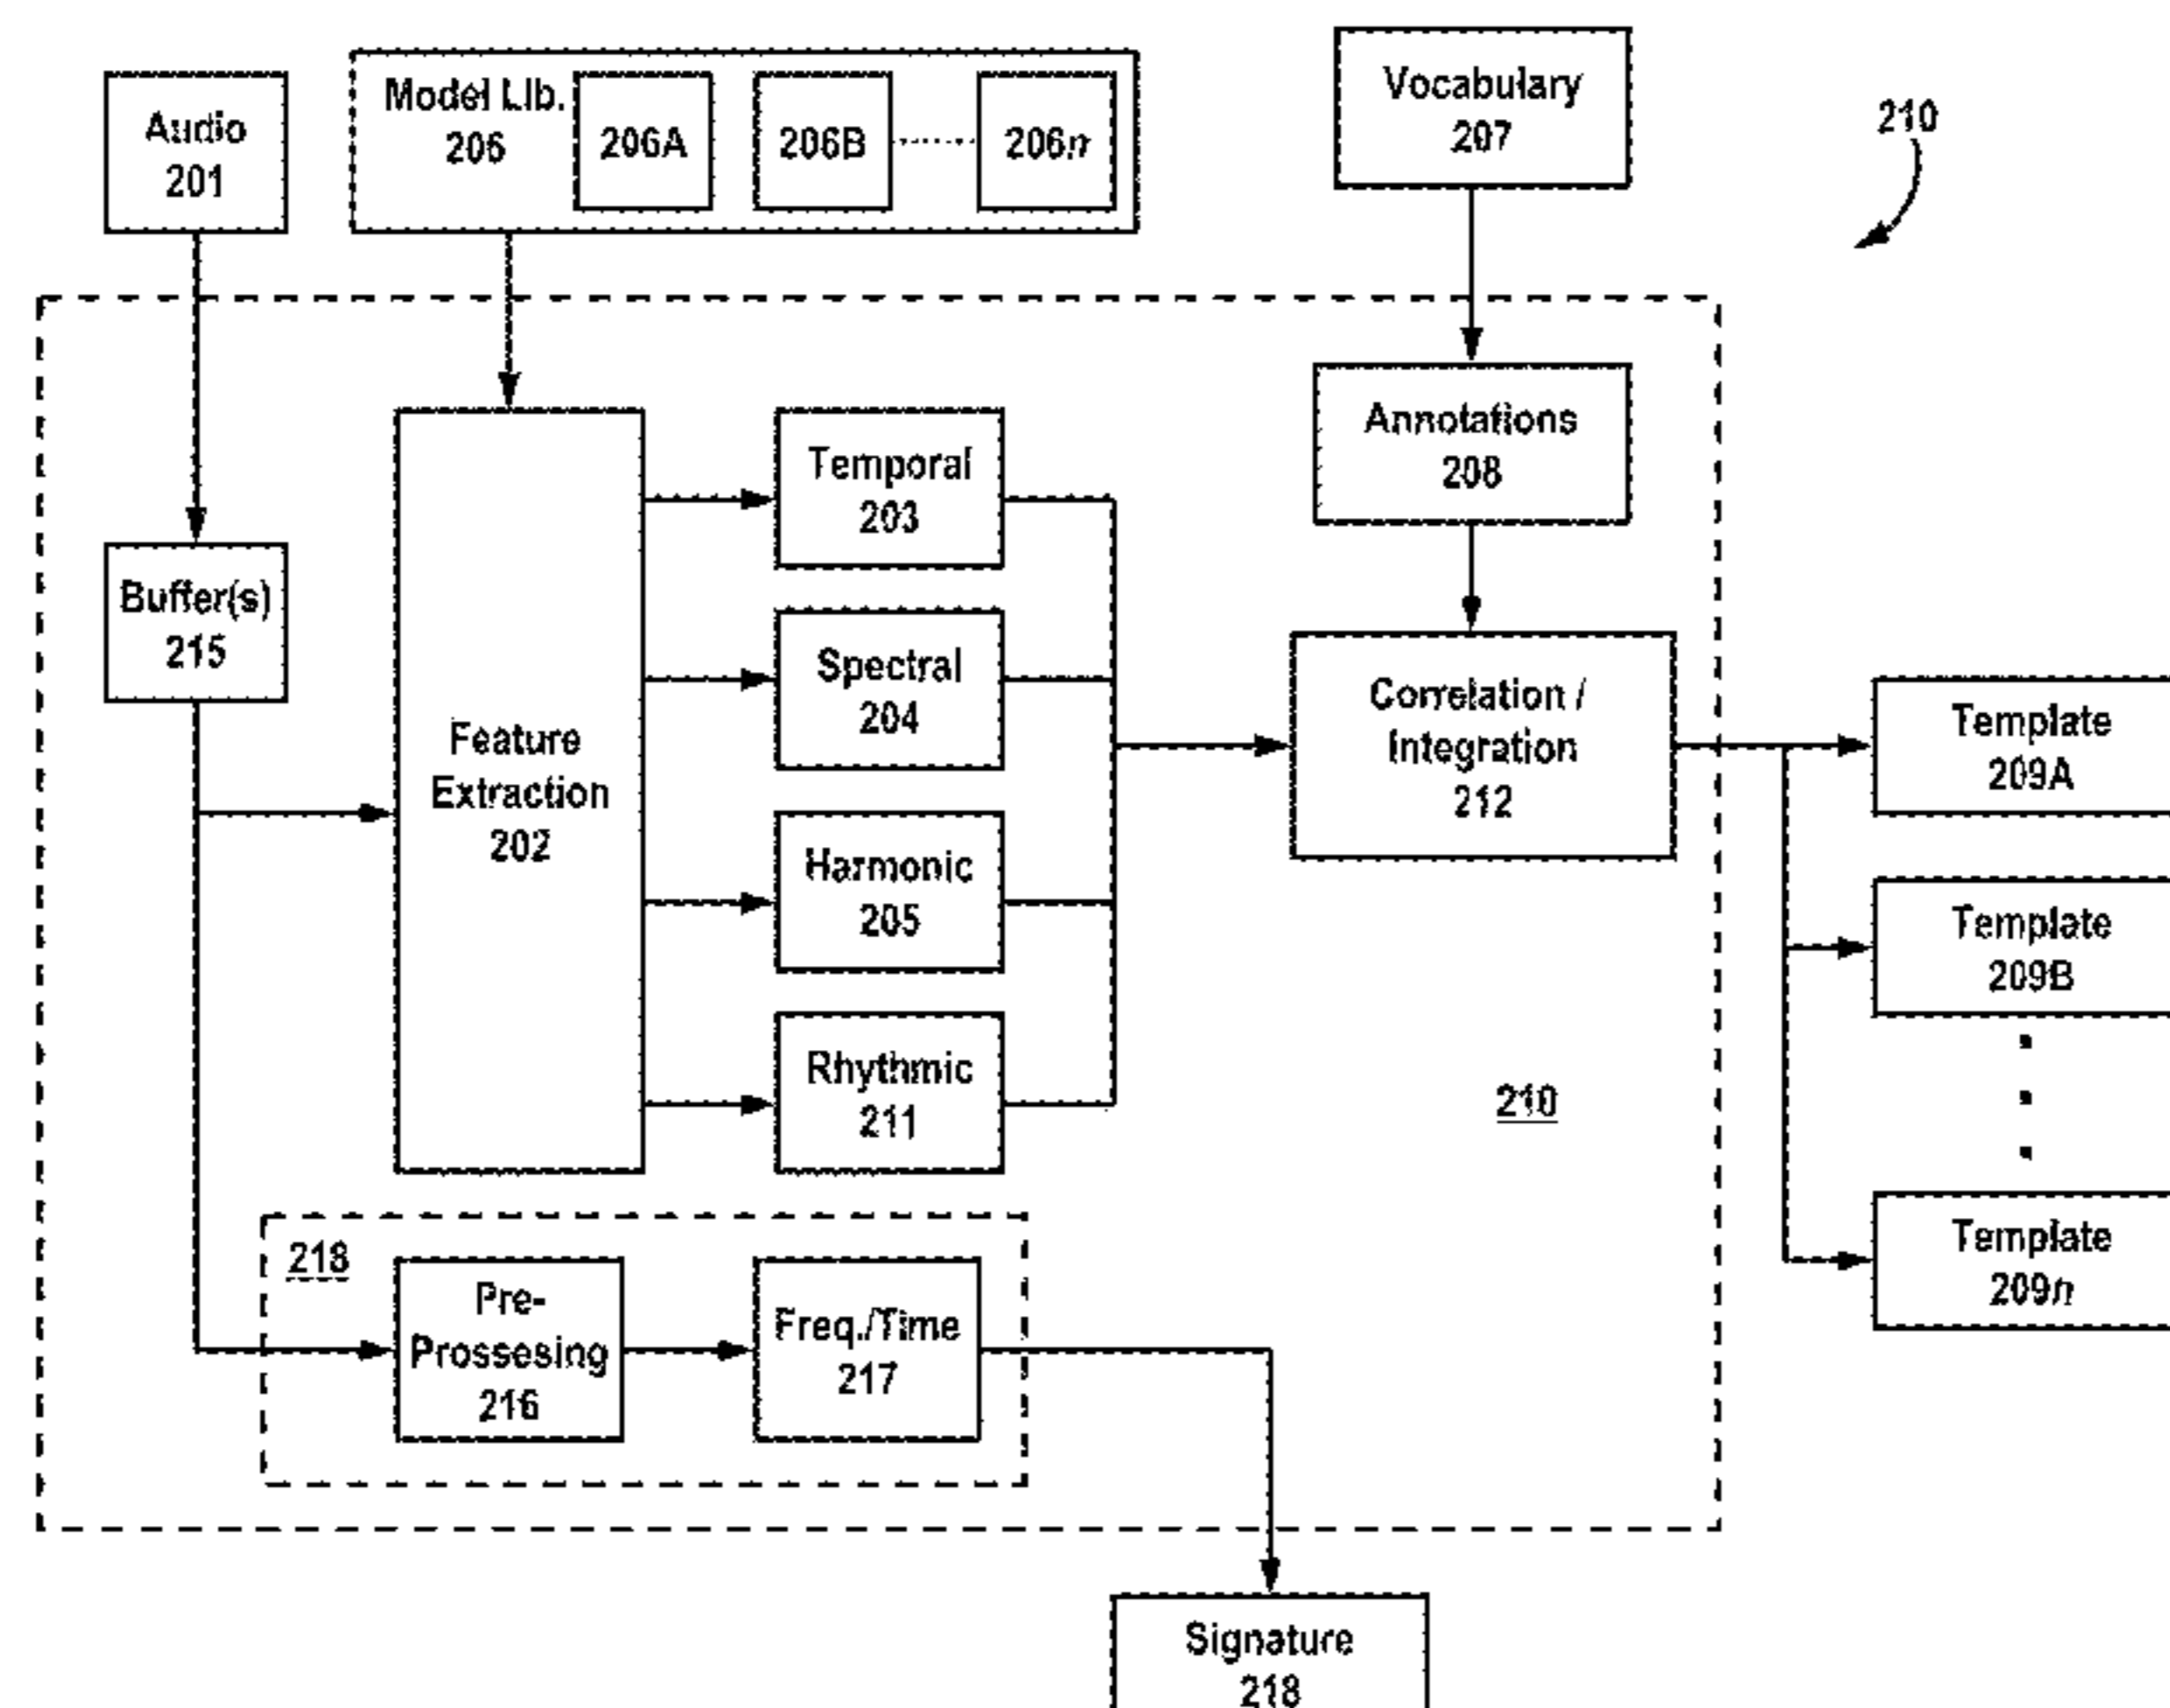 Audio
201
Model Lib.
206
206A
206B
206n
Vocabulary
207
210
Buffer(s)
215
Feature
Extraction
202
Temporal
203
Spectral
204
Harmonic
205
Rhythmic
211
Annotations
208
Correlation /
Integration
212
210
Template
209A
Template
209B
Template
209n
218
Pre-
Prossesing
216
Freq./Time
217
Signature
218